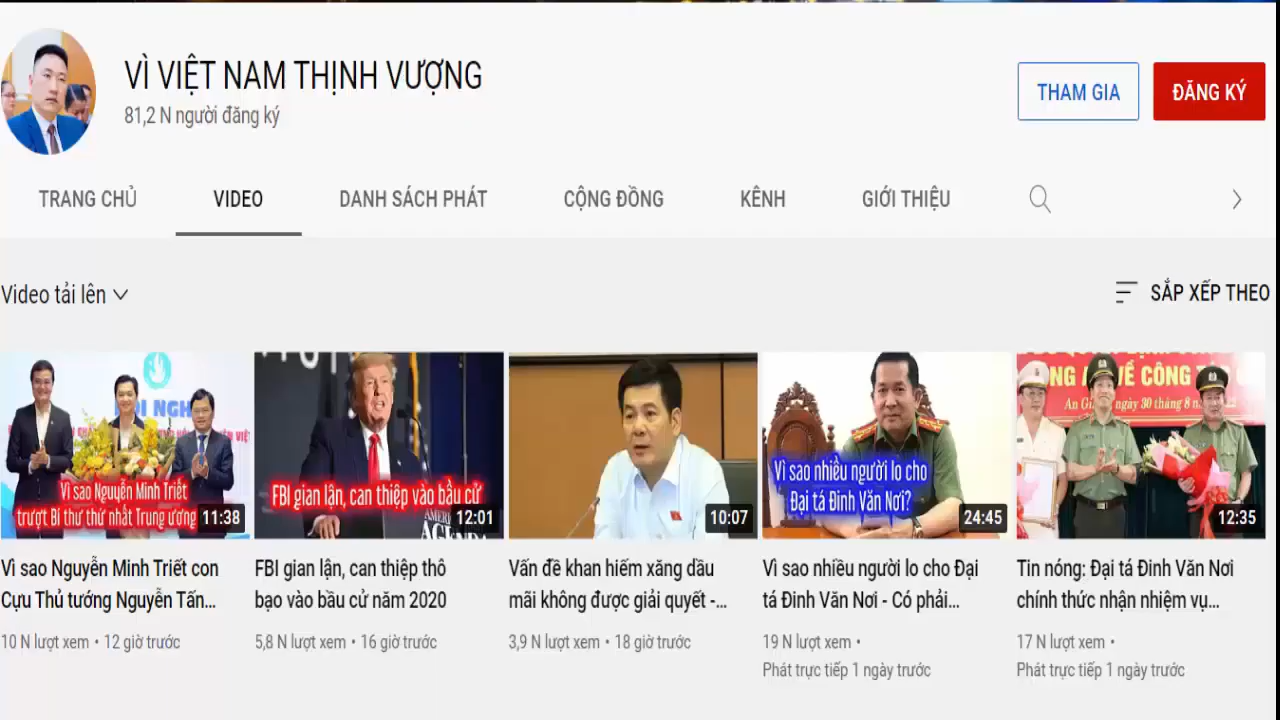 VÌ VIỆT NAM THỊNH VƯỢNG
81,2 N người đăng ký
THAM GIA
ĐĂNG KÝ
TRANG CHỦ
VIDEO
DANH SÁCH PHÁT
CỘNG ĐỒNG
KÊNH
GIỚI THIỆU
Video tải lên
SẮP XẾP THEO
Vì sao Nguyễn Minh Triết
trượt Bí thư thứ nhất Trung ương
11:38
FBI gian lận, can thiệp vào bầu cử
12:01
10:07
Vì sao nhiều người lo cho
Đại tá Đinh Văn Nơi?
24:45
An Giang, ngày 30 tháng 8
12:35
Vì sao Nguyễn Minh Triết con
Cựu Thủ tướng Nguyễn Tấn...
10 N lượt xem • 12 giờ trước
FBI gian lận, can thiệp thô
bạo vào bầu cử năm 2020
5,8 N lượt xem • 16 giờ trước
Vấn đề khan hiếm xăng dầu
mãi không được giải quyết -...
3,9 N lượt xem • 18 giờ trước
Vì sao nhiều người lo cho Đại
tá Đinh Văn Nơi - Có phải...
19 N lượt xem •
Phát trực tiếp 1 ngày trước
Tin nóng: Đại tá Đinh Văn Nơi
chính thức nhận nhiệm vụ...
17 N lượt xem •
Phát trực tiếp 1 ngày trước